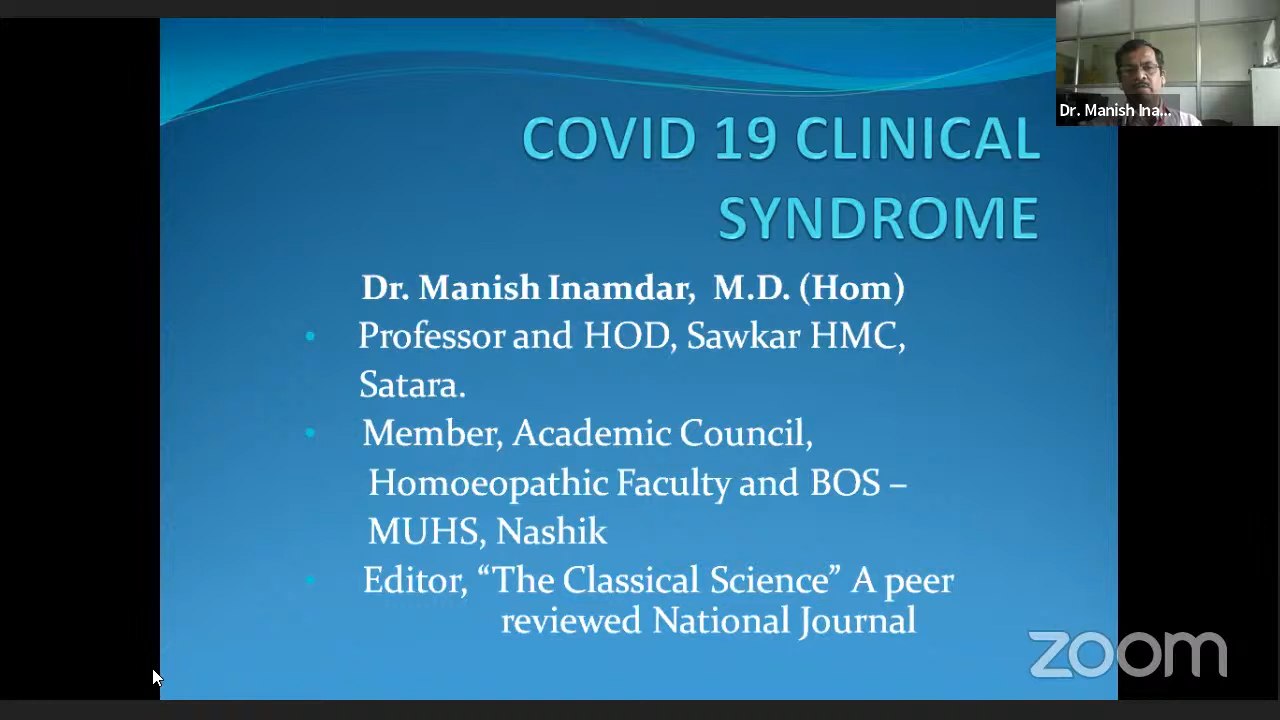 COVID 19 CLINICAL
SYNDROME
Dr. Manish Inamdar, M.D. (Hom)
• Professor and HOD, Sawkar HMC,
Satara.
• Member, Academic Council,
Homoeopathic Faculty and BOS –
MUHS, Nashik
• Editor, “The Classical Science” A peer
reviewed National Journal
Dr. Manish Ina...
zoom